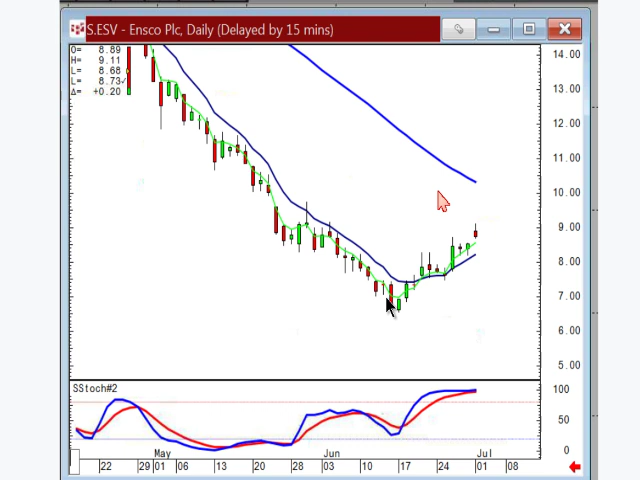 S.ESV - Ensco Plc, Daily (Delayed by 15 mins)
O= 8.89
H= 9.11
L= 8.68
L= 8.73
Δ= +0.20
14.00
13.00
12.00
11.00
10.00
9.00
8.00
7.00
6.00
5.00
SStoch#2
100
50
0
May Jun Jul
22 29 01 06 13 20 28 03 10 17 24 01 08